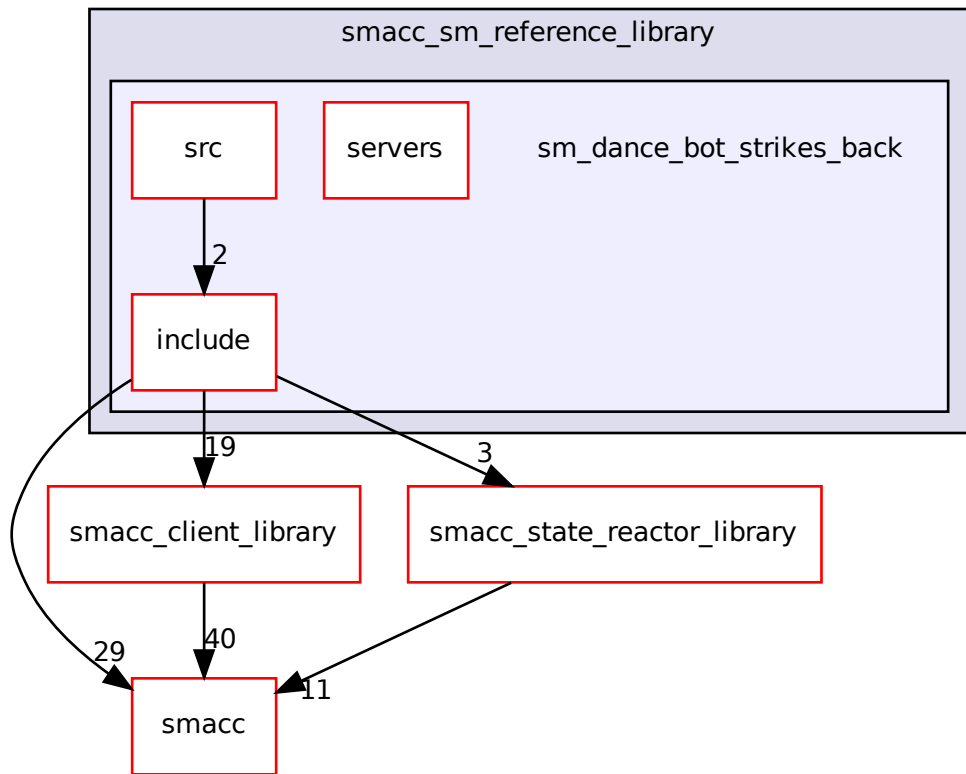 smacc_sm_reference_library
src
servers
sm_dance_bot_strikes_back
2
include
19
3
smacc_client_library
smacc_state_reactor_library
29
40
11
smacc